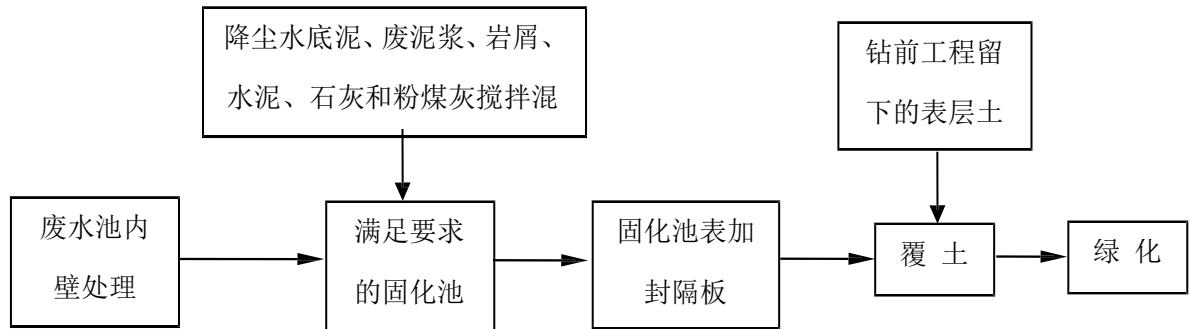 降尘水底泥、废泥浆、岩屑、
水泥、石灰和粉煤灰搅拌混
钻前工程留
下的表层土
废水池内
壁处理
满足要求
的固化池
固化池表加
封隔板
覆 土
绿 化